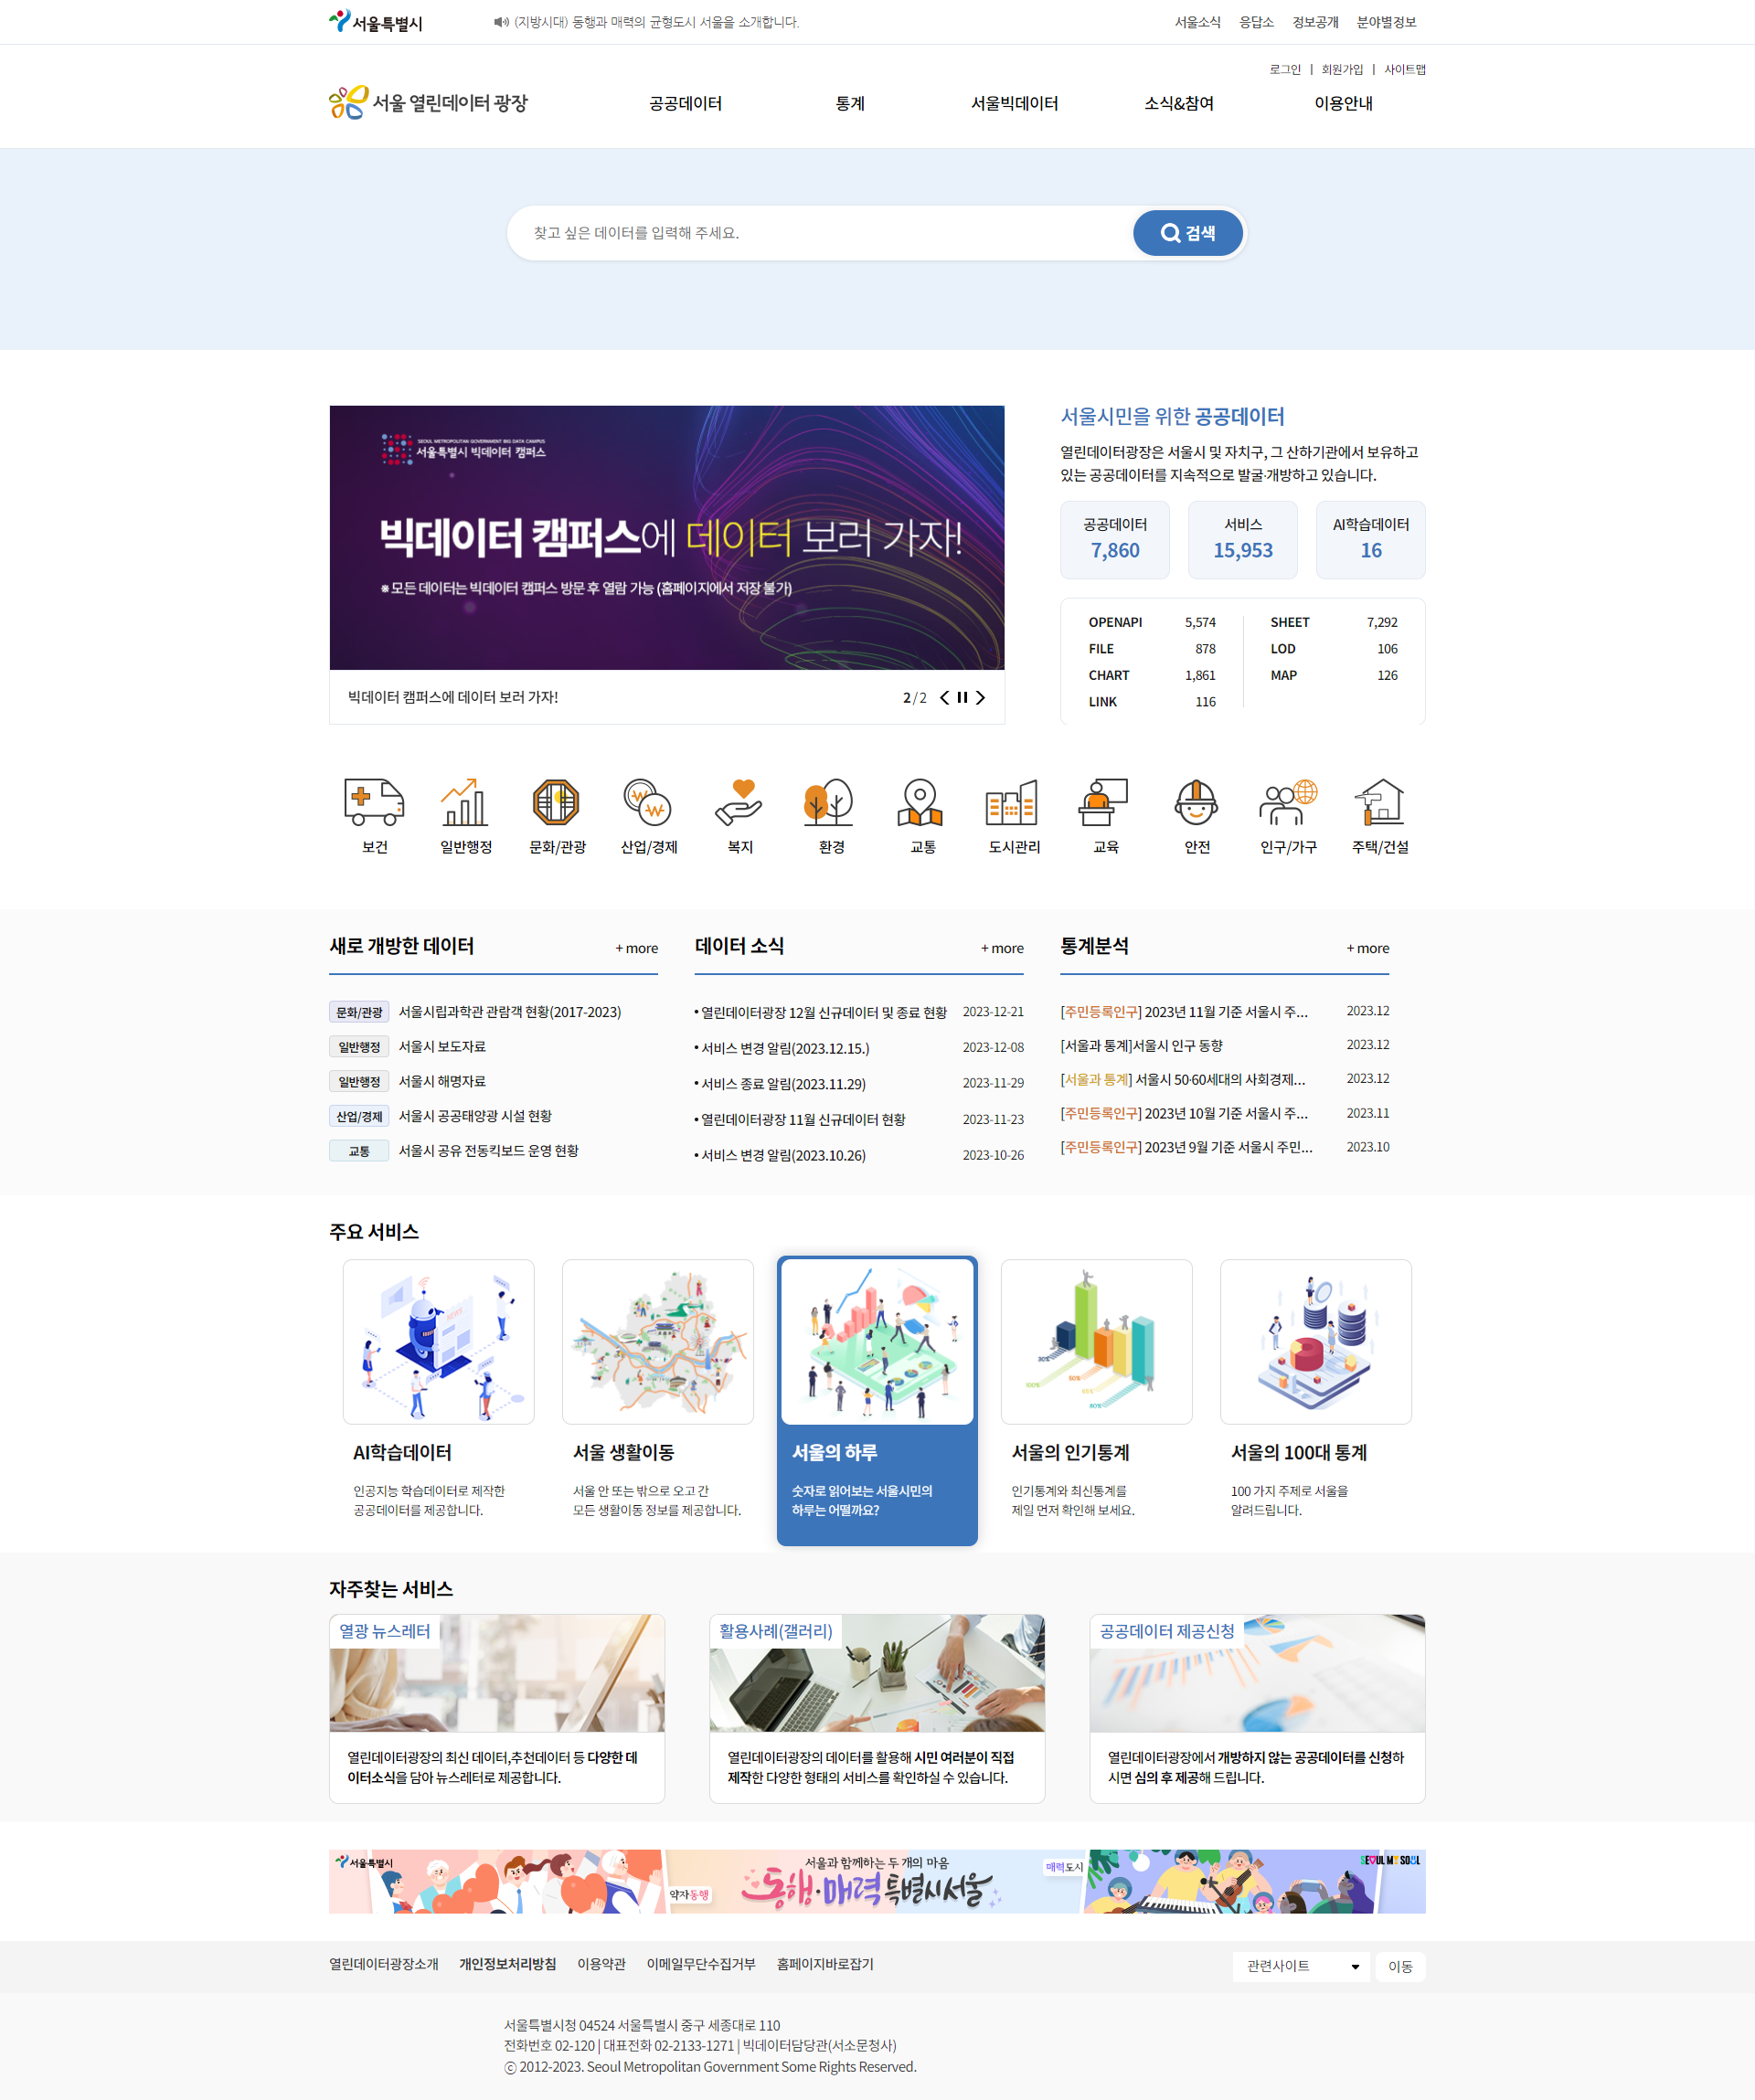 서울특별시
(지방시대) 동행과 매력의 균형도시 서울을 소개합니다.
서울소식 응답소 정보공개 분야별정보
로그인 | 회원가입 | 사이트맵
서울 열린데이터 광장
공공데이터 통계 서울빅데이터 소식&참여 이용안내
찾고 싶은 데이터를 입력해 주세요.
검색
SEOUL METROPOLITAN GOVERNMENT BIG DATA CAMPUS
서울특별시 빅데이터 캠퍼스
빅데이터 캠퍼스에 데이터 보러 가자!
※ 모든 데이터는 빅데이터 캠퍼스 방문 후 열람 가능 (홈페이지에서 저장 불가)
빅데이터 캠퍼스에 데이터 보러 가자!
2 / 2
서울시민을 위한 공공데이터
열린데이터광장은 서울시 및 자치구, 그 산하기관에서 보유하고
있는 공공데이터를 지속적으로 발굴·개방하고 있습니다.
공공데이터 서비스 AI학습데이터
7,860 15,953 16
OPENAPI 5,574 SHEET 7,292
FILE 878 LOD 106
CHART 1,861 MAP 126
LINK 116
보건 일반행정 문화/관광 산업/경제 복지 환경 교통 도시관리 교육 안전 인구/가구 주택/건설
새로 개방한 데이터 + more
문화/관광 서울시립과학관 관람객 현황(2017-2023)
일반행정 서울시 보도자료
일반행정 서울시 해명자료
산업/경제 서울시 공공태양광 시설 현황
교통 서울시 공유 전동킥보드 운영 현황
데이터 소식 + more
• 열린데이터광장 12월 신규데이터 및 종료 현황 2023-12-21
• 서비스 변경 알림(2023.12.15.) 2023-12-08
• 서비스 종료 알림(2023.11.29) 2023-11-29
• 열린데이터광장 11월 신규데이터 현황 2023-11-23
• 서비스 변경 알림(2023.10.26) 2023-10-26
통계분석 + more
[주민등록인구] 2023년 11월 기준 서울시 주... 2023.12
[서울과 통계]서울시 인구 동향 2023.12
[서울과 통계] 서울시 50·60세대의 사회경제... 2023.12
[주민등록인구] 2023년 10월 기준 서울시 주... 2023.11
[주민등록인구] 2023년 9월 기준 서울시 주민... 2023.10
주요 서비스
NEWS
30%
100%
50%
80%
AI학습데이터
인공지능 학습데이터로 제작한
공공데이터를 제공합니다.
서울 생활이동
서울 안 또는 밖으로 오고 간
모든 생활이동 정보를 제공합니다.
서울의 하루
숫자로 읽어보는 서울시민의
하루는 어떨까요?
서울의 인기통계
인기통계와 최신통계를
제일 먼저 확인해 보세요.
서울의 100대 통계
100 가지 주제로 서울을
알려드립니다.
자주찾는 서비스
열광 뉴스레터
열린데이터광장의 최신 데이터,추천데이터 등 다양한 데
이터소식을 담아 뉴스레터로 제공합니다.
활용사례(갤러리)
열린데이터광장의 데이터를 활용해 시민 여러분이 직접
제작한 다양한 형태의 서비스를 확인하실 수 있습니다.
공공데이터 제공신청
열린데이터광장에서 개방하지 않는 공공데이터를 신청하
시면 심의 후 제공해 드립니다.
서울특별시
약자동행
서울과 함께하는 두 개의 마음
동행·매력 특별시 서울
매력도시
SEOUL MY SOUL
열린데이터광장소개 개인정보처리방침 이용약관 이메일무단수집거부 홈페이지바로잡기
관련사이트 이동
서울특별시청 04524 서울특별시 중구 세종대로 110
전화번호 02-120 | 대표전화 02-2133-1271 | 빅데이터담당관(서소문청사)
ⓒ 2012-2023. Seoul Metropolitan Government Some Rights Reserved.